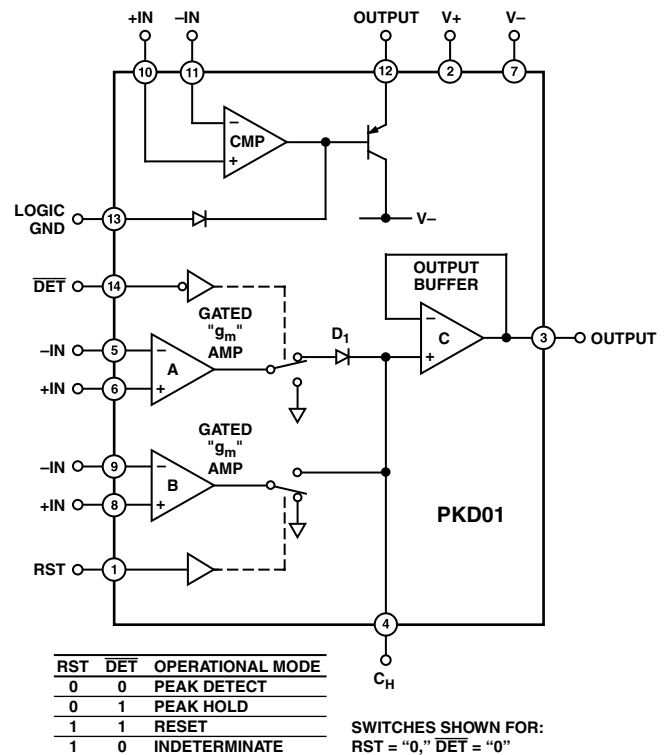 +IN –IN OUTPUT V+ V–
10 11 12 2 7
–
CMP
+
LOGIC
GND
13
V–
DET
14
OUTPUT
BUFFER
GATED
"gm"
AMP
D1
–
C
+
3
OUTPUT
–IN
5
–
A
+IN
6
+
GATED
"gm"
AMP
–IN
9
–
B
+IN
8
+
PKD01
RST
1
4
CH
RST DET OPERATIONAL MODE
0 0 PEAK DETECT
0 1 PEAK HOLD
1 1 RESET
1 0 INDETERMINATE
SWITCHES SHOWN FOR:
RST = “0,” DET = “0”